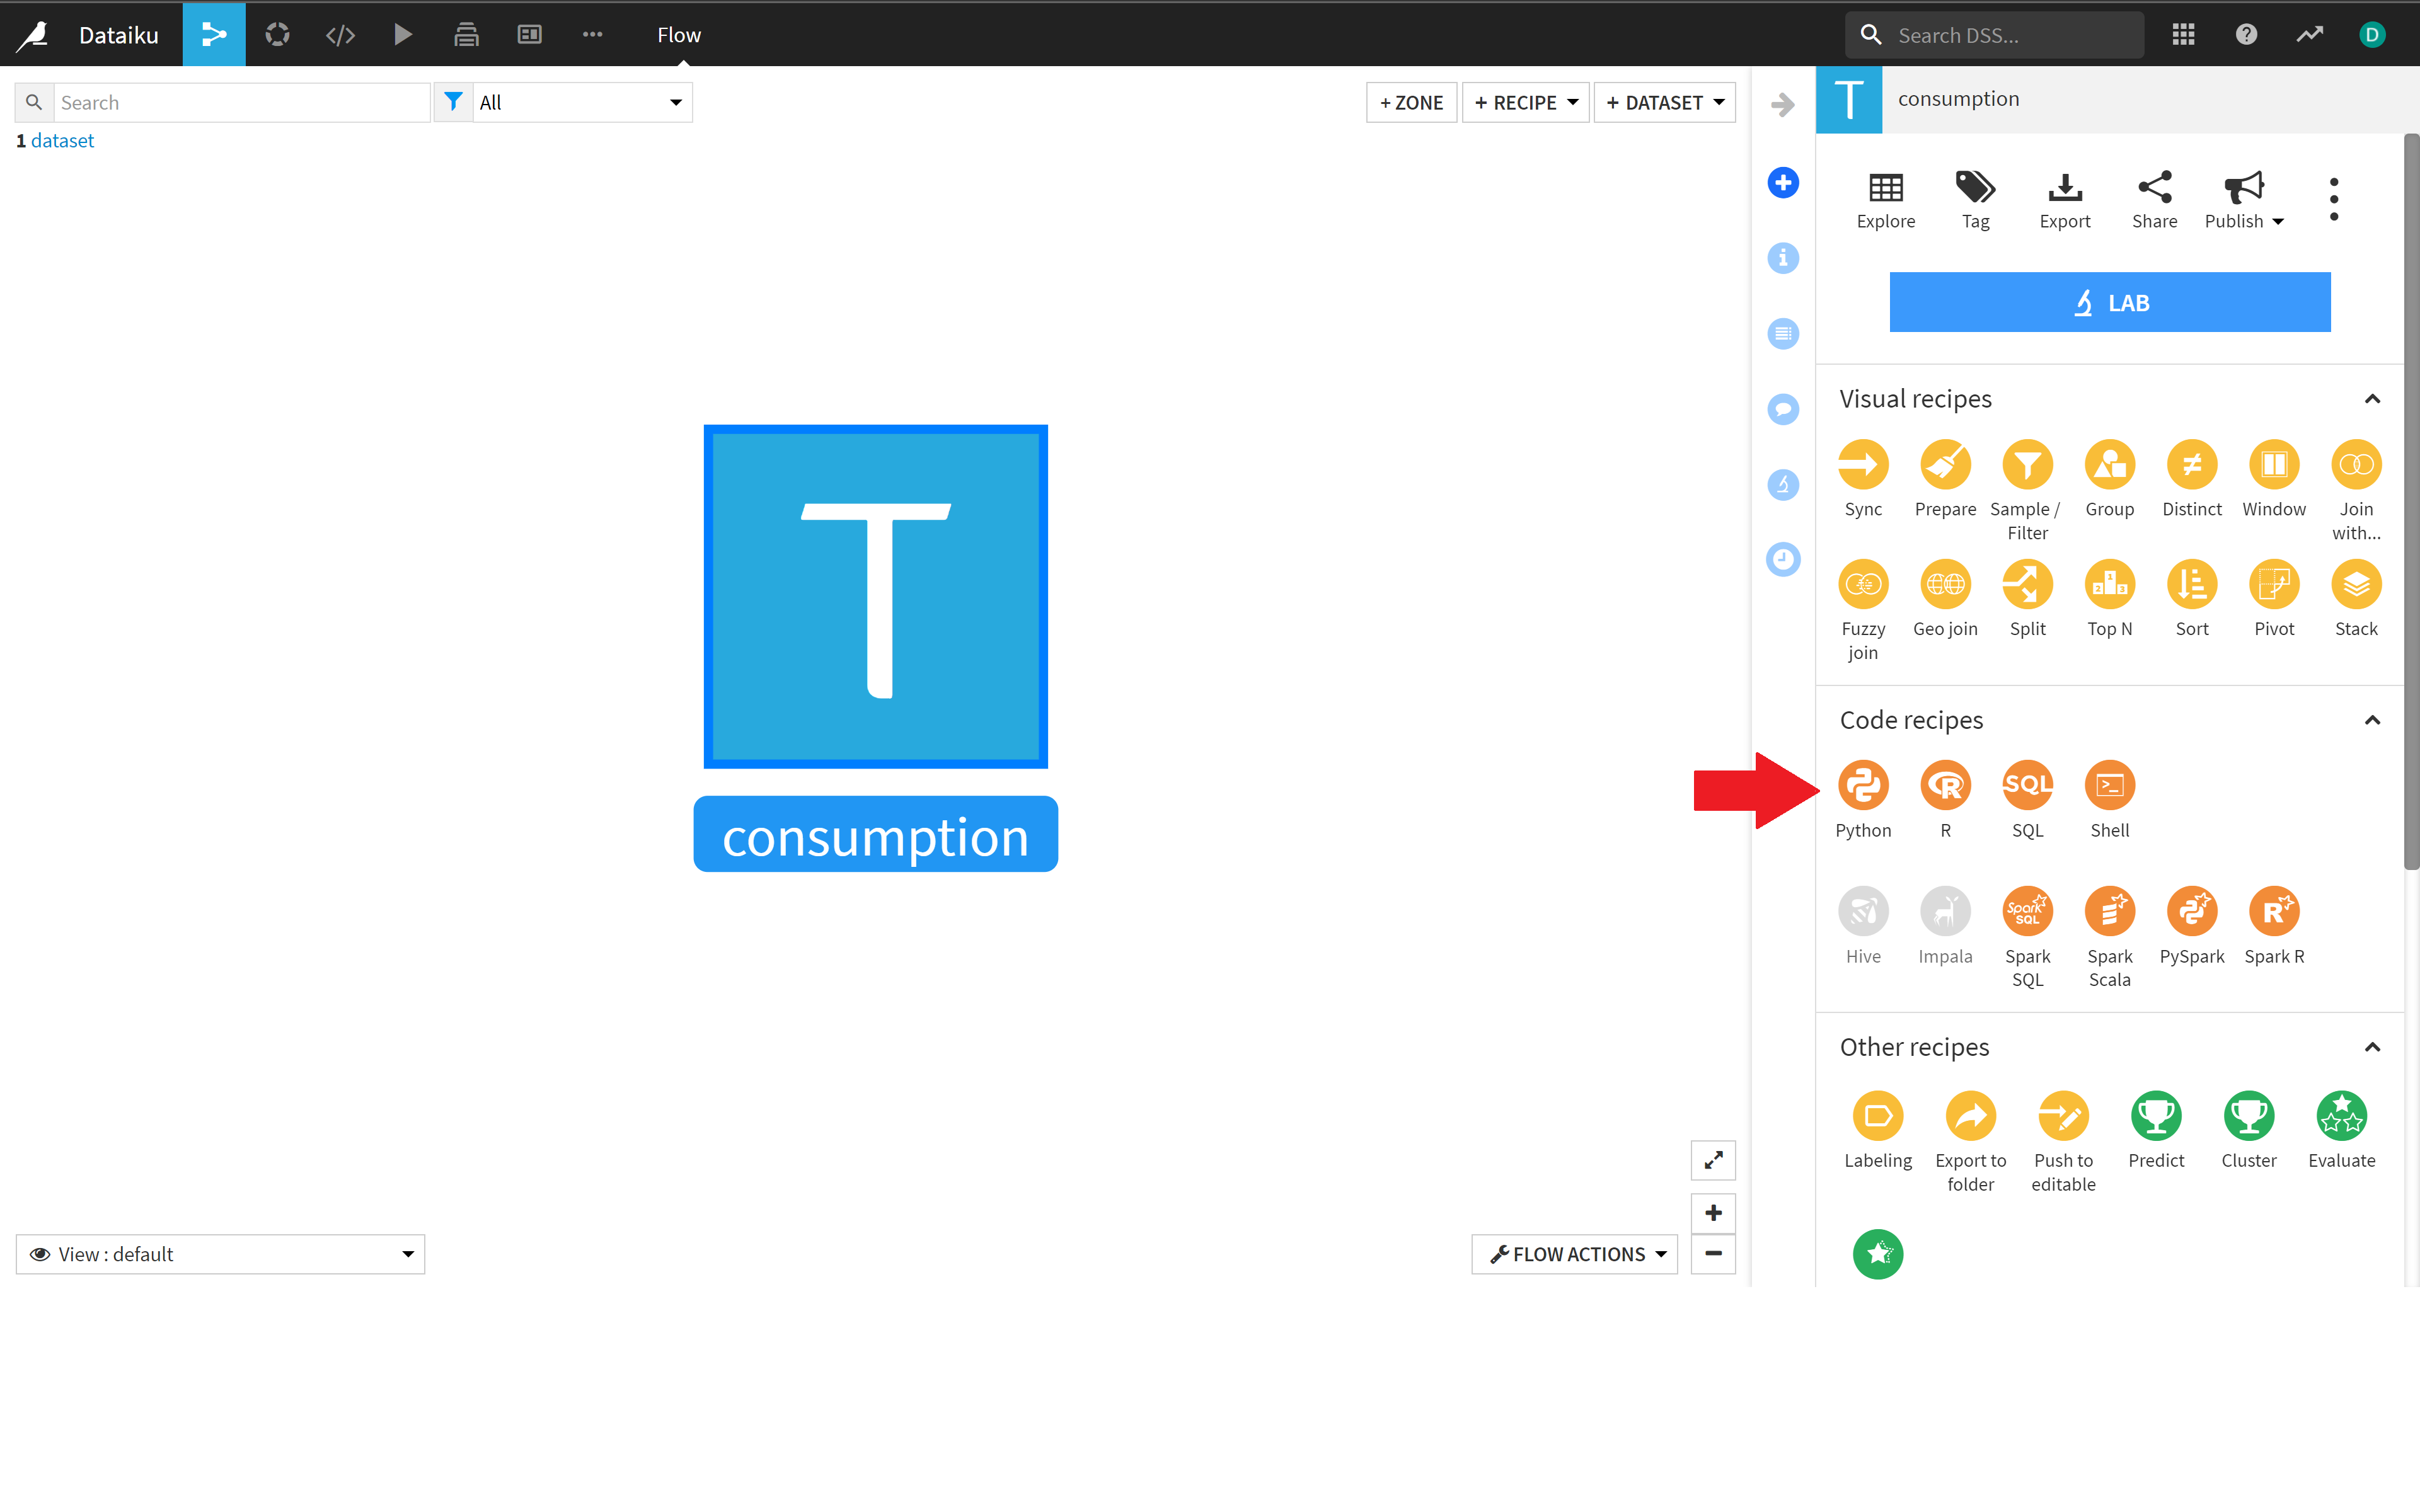 Dataiku
Flow
Search DSS...
D
Search
All
+ ZONE
+ RECIPE
+ DATASET
1 dataset
T
consumption
T
consumption
Explore
Tag
Export
Share
Publish
LAB
Visual recipes
Sync
Prepare
Sample /
Filter
Group
Distinct
Window
Join
with...
Fuzzy
join
Geo join
Split
Top N
Sort
Pivot
Stack
Code recipes
SQL
Python
R
SQL
Shell
Spark
SQL
R
Hive
Impala
Spark
SQL
Spark
Scala
PySpark
Spark R
Other recipes
Labeling
Export to
folder
Push to
editable
Predict
Cluster
Evaluate
View : default
FLOW ACTIONS